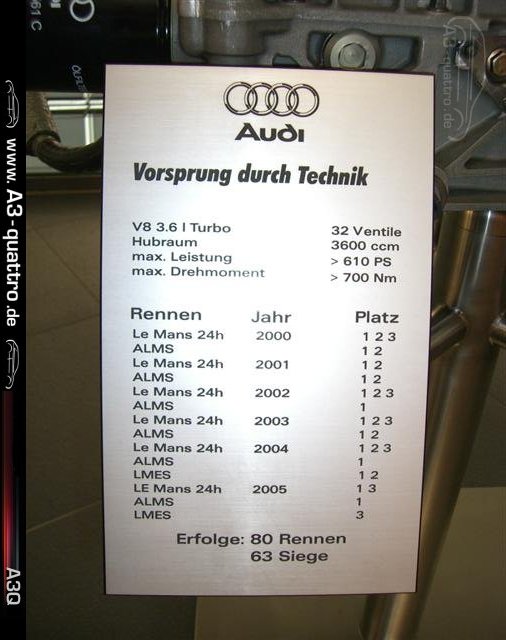 Audi
Vorsprung durch Technik
V8 3.6 l Turbo 32 Ventile
Hubraum 3600 ccm
max. Leistung > 610 PS
max. Drehmoment > 700 Nm
Rennen Jahr Platz
Le Mans 24h 2000 1 2 3
ALMS 1 2
Le Mans 24h 2001 1 2
ALMS 1 2
Le Mans 24h 2002 1 2 3
ALMS 1
Le Mans 24h 2003 1 2 3
ALMS 1 2
Le Mans 24h 2004 1 2 3
ALMS 1
LMES 1 2
LE Mans 24h 2005 1 3
ALMS 1
LMES 3
Erfolge: 80 Rennen
63 Siege
www.A3-quattro.de
A3Q
A3-quattro.de